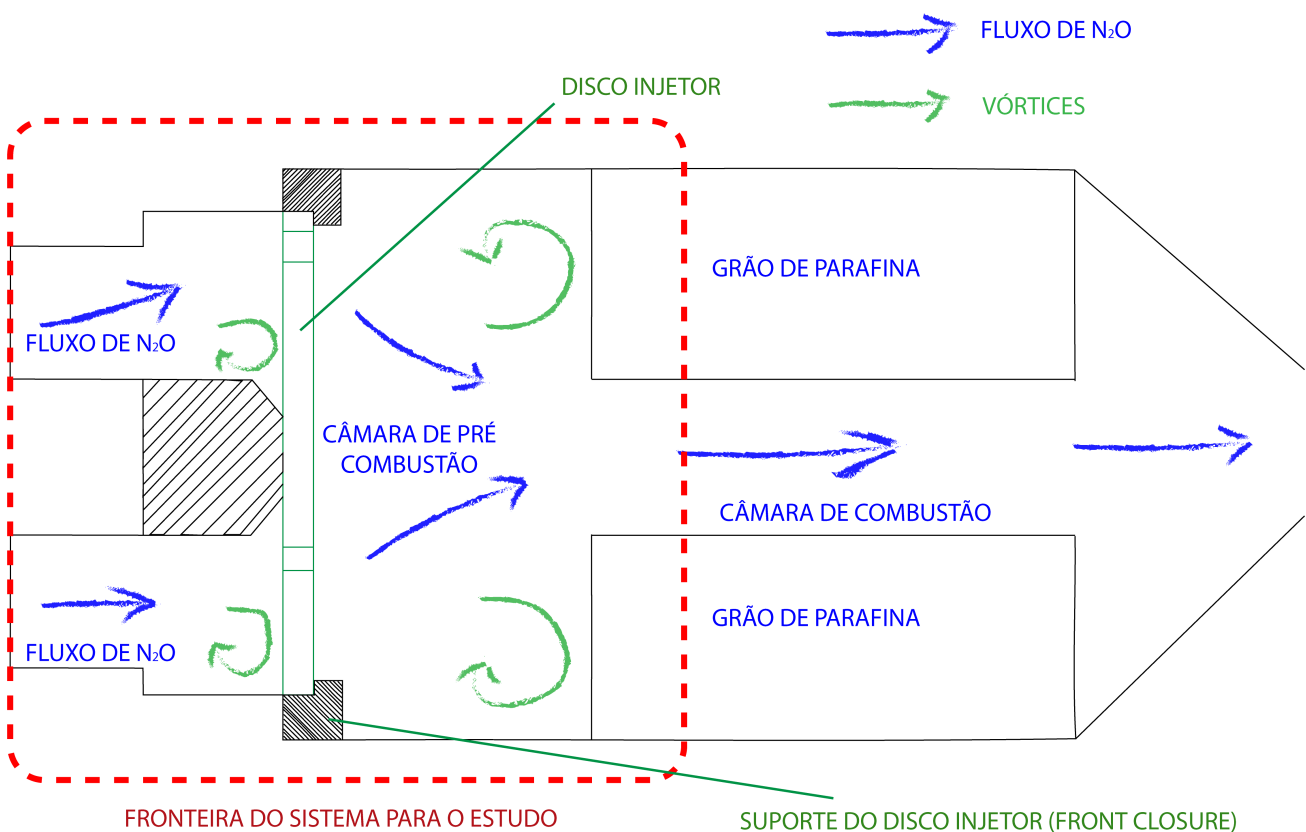 FLUXO DE N₂O
DISCO INJETOR
VÓRTICES
GRÃO DE PARAFINA
FLUXO DE N₂O
CÂMARA DE PRÉ
COMBUSTÃO
CÂMARA DE COMBUSTÃO
GRÃO DE PARAFINA
FLUXO DE N₂O
FRONTEIRA DO SISTEMA PARA O ESTUDO
SUPORTE DO DISCO INJETOR (FRONT CLOSURE)